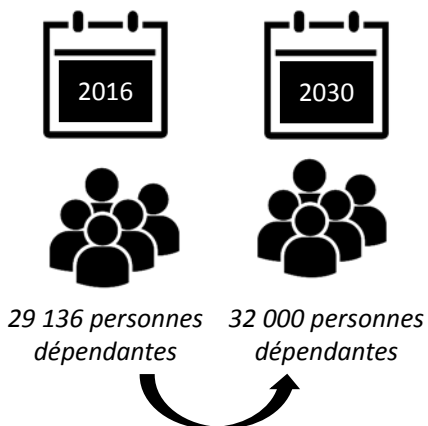 2016
2030
29 136 personnes
dépendantes
32 000 personnes
dépendantes